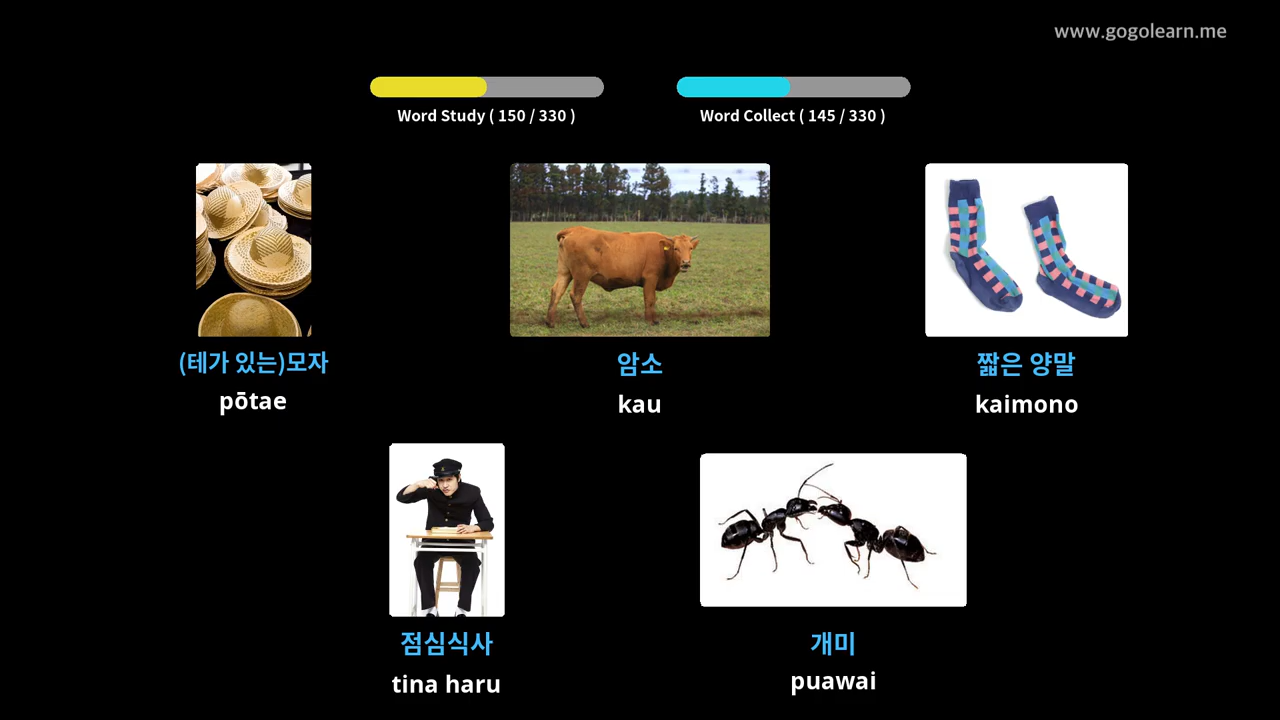 www.gogolearn.me
Word Study ( 150 / 330 )
Word Collect ( 145 / 330 )
(테가 있는)모자
pōtae
암소
kau
짧은 양말
kaimono
점심식사
tina haru
개미
puawai